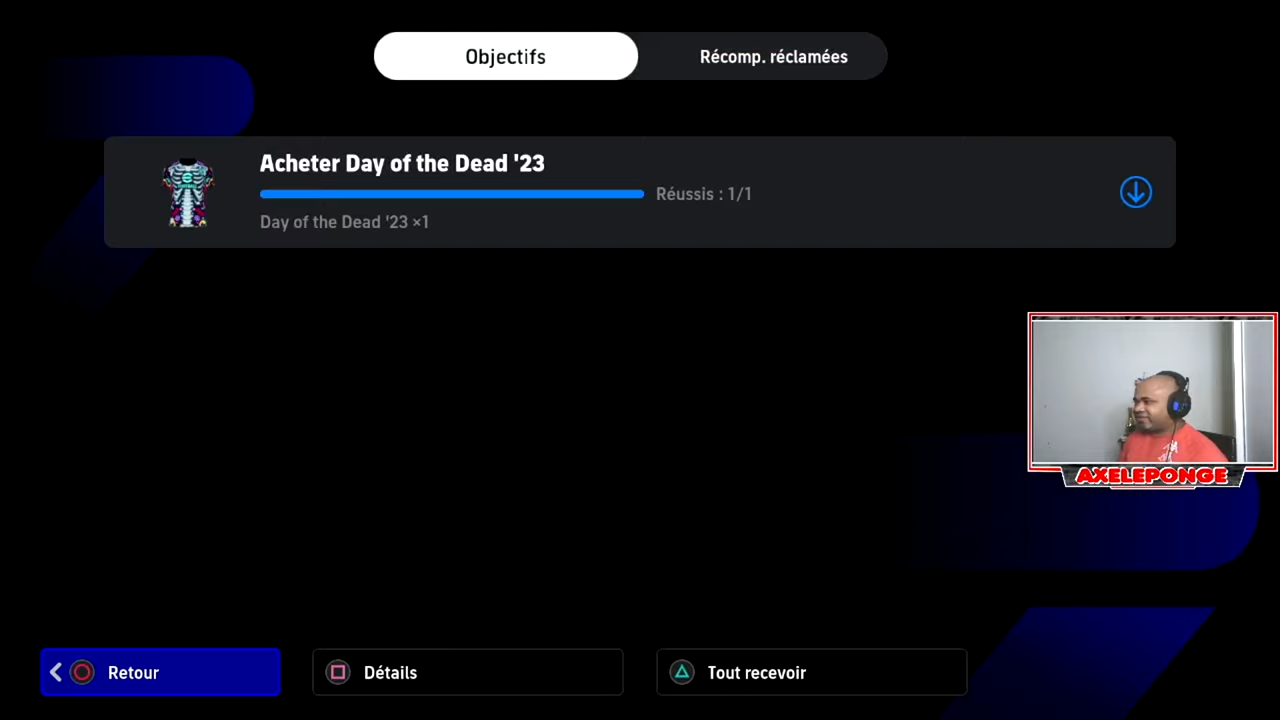 Objectifs
Récomp. réclamées
Acheter Day of the Dead '23
Réussis : 1/1
Day of the Dead '23 ×1
AXELEPONGE
Retour
Détails
Tout recevoir